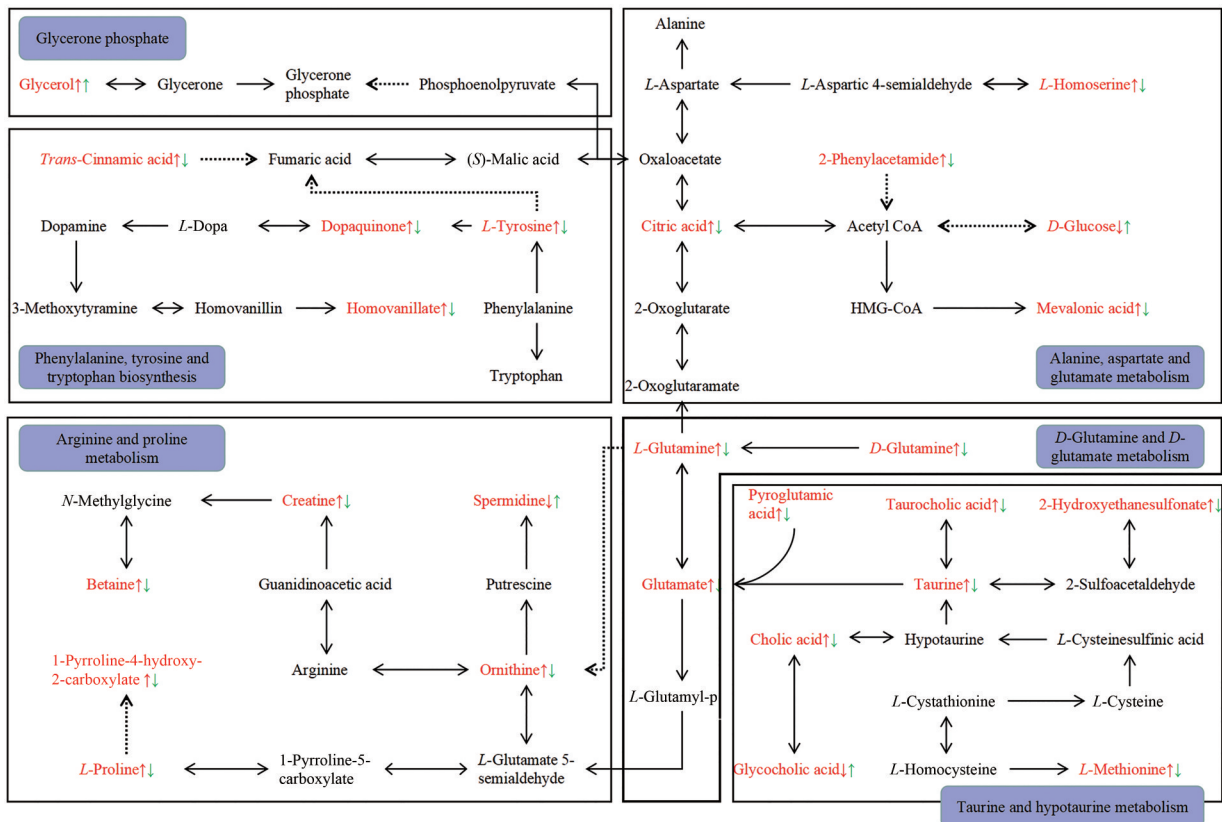 Glycerone phosphate
Glycerol↑↑
Glycerone
Glycerone
phosphate
Phosphoenolpyruvate
Alanine
L-Aspartate
L-Aspartic 4-semialdehyde
L-Homoserine↑↓
Trans-Cinnamic acid↑↓
Fumaric acid
(S)-Malic acid
Oxaloacetate
2-Phenylacetamide↑↓
Dopamine
L-Dopa
Dopaquinone↑↓
L-Tyrosine↑↓
Citric acid↑↓
Acetyl CoA
D-Glucose↓↑
3-Methoxytyramine
Homovanillin
Homovanillate↑↓
Phenylalanine
2-Oxoglutarate
HMG-CoA
Mevalonic acid↑↓
Phenylalanine, tyrosine and
tryptophan biosynthesis
Tryptophan
2-Oxoglutaramate
Alanine, aspartate and
glutamate metabolism
Arginine and proline
metabolism
L-Glutamine↑↓
D-Glutamine↑↓
D-Glutamine and D-
glutamate metabolism
N-Methylglycine
Creatine↑↓
Spermidine↓↑
Pyroglutamic
acid↑↓
Taurocholic acid↑↓
2-Hydroxyethanesulfonate↑↓
Betaine↑↓
Guanidinoacetic acid
Putrescine
Glutamate↑↓
Taurine↑↓
2-Sulfoacetaldehyde
Cholic acid↑↓
Hypotaurine
L-Cysteinesulfinic acid
1-Pyrroline-4-hydroxy-
2-carboxylate ↑↓
Arginine
Ornithine↑↓
L-Glutamyl-p
L-Cystathionine
L-Cysteine
L-Proline↑↓
1-Pyrroline-5-
carboxylate
L-Glutamate 5-
semialdehyde
Glycocholic acid↓↑
L-Homocysteine
L-Methionine↑↓
Taurine and hypotaurine metabolism